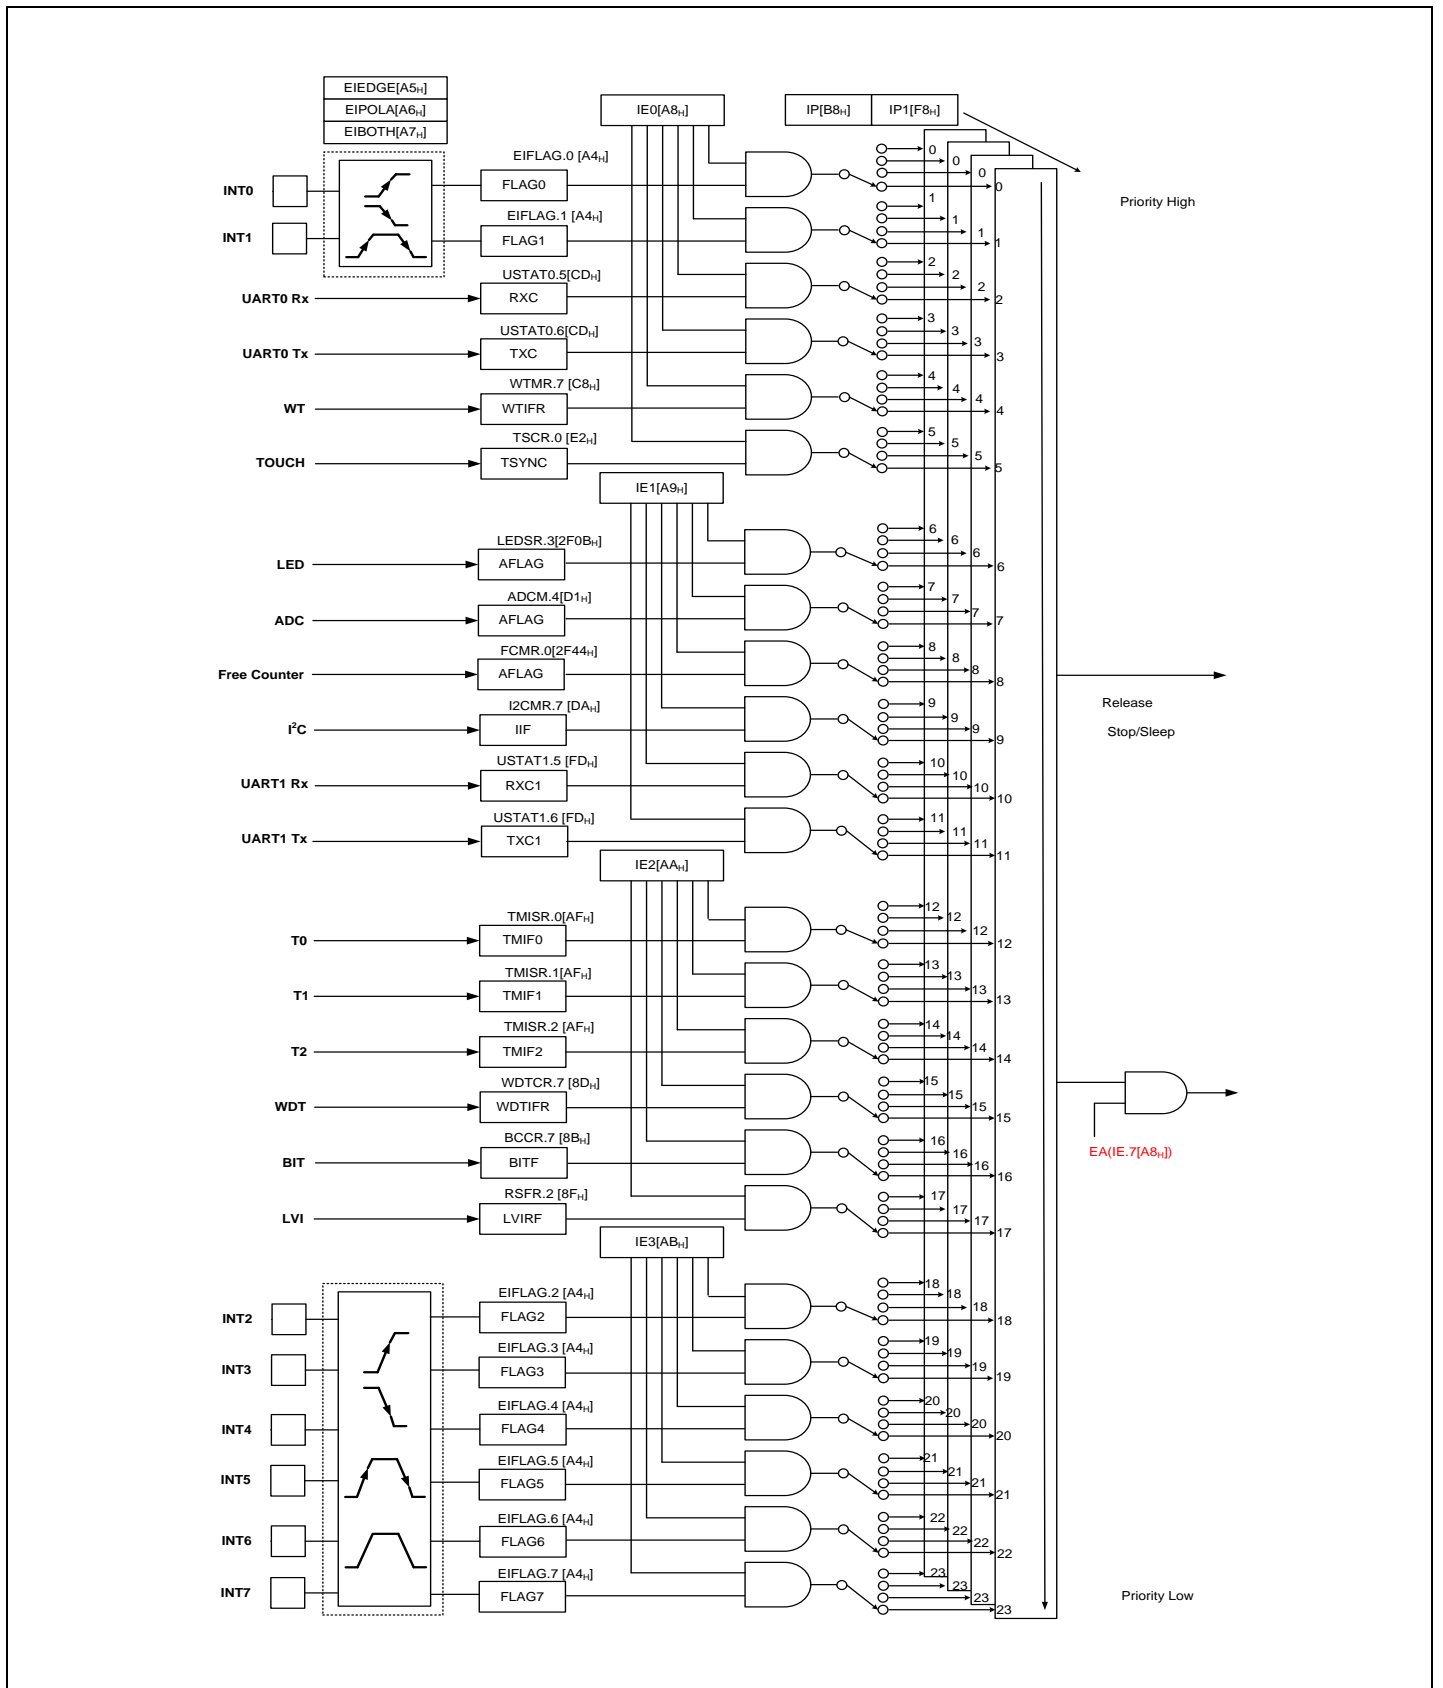 EIEDGE[A5H]
EIPOLA[A6H]
EIBOTH[A7H]
IE0[A8H]
IP[B8H] IP1[F8H]
Priority High
INT0
EIFLAG.0 [A4H]
FLAG0
0 0 0 0
INT1
EIFLAG.1 [A4H]
FLAG1
1 1 1 1
UART0 Rx
USTAT0.5[CDH]
RXC
2 2 2 2
UART0 Tx
USTAT0.6[CDH]
TXC
3 3 3 3
WT
WTMR.7 [C8H]
WTIFR
4 4 4 4
TOUCH
TSCR.0 [E2H]
TSYNC
5 5 5 5
IE1[A9H]
LED
LEDSR.3[2F0BH]
AFLAG
6 6 6 6
ADC
ADCM.4[D1H]
AFLAG
7 7 7 7
Free Counter
FCMR.0[2F44H]
AFLAG
8 8 8 8
Release
Stop/Sleep
I2C
I2CMR.7 [DAH]
IIF
9 9 9 9
UART1 Rx
USTAT1.5 [FDH]
RXC1
10 10 10 10
UART1 Tx
USTAT1.6 [FDH]
TXC1
11 11 11 11
IE2[AAH]
T0
TMISR.0[AFH]
TMIF0
12 12 12 12
T1
TMISR.1[AFH]
TMIF1
13 13 13 13
T2
TMISR.2 [AFH]
TMIF2
14 14 14 14
WDT
WDTCR.7 [8DH]
WDTIFR
15 15 15 15
EA(IE.7[A8H])
BIT
BCCR.7 [8BH]
BITF
16 16 16 16
LVI
RSFR.2 [8FH]
LVIRF
17 17 17 17
IE3[ABH]
INT2
EIFLAG.2 [A4H]
FLAG2
18 18 18 18
INT3
EIFLAG.3 [A4H]
FLAG3
19 19 19 19
INT4
EIFLAG.4 [A4H]
FLAG4
20 20 20 20
INT5
EIFLAG.5 [A4H]
FLAG5
21 21 21 21
INT6
EIFLAG.6 [A4H]
FLAG6
22 22 22 22
INT7
EIFLAG.7 [A4H]
FLAG7
23 23 23 23
Priority Low